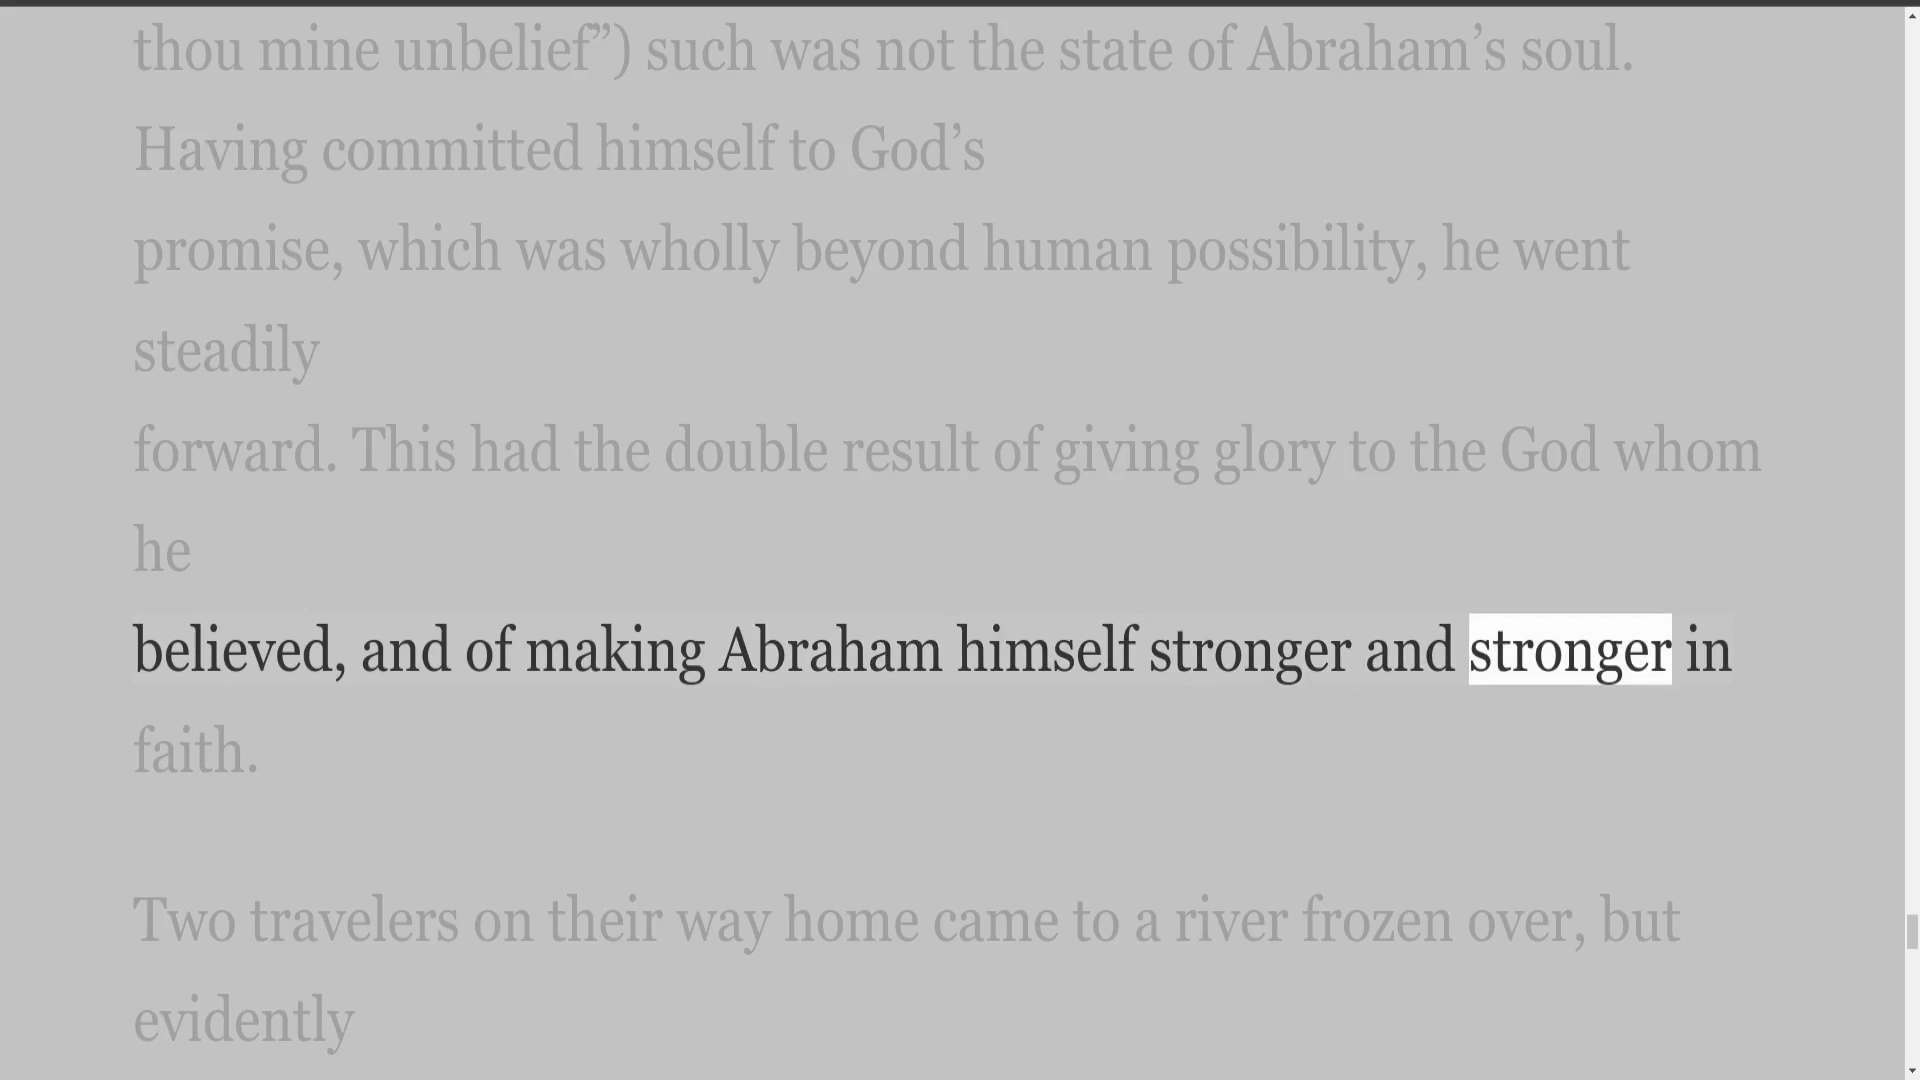 thou mine unbelief”) such was not the state of Abraham’s soul.
Having committed himself to God’s
promise, which was wholly beyond human possibility, he went
steadily
forward. This had the double result of giving glory to the God whom
he
believed, and of making Abraham himself stronger and stronger in
faith.
Two travelers on their way home came to a river frozen over, but
evidently